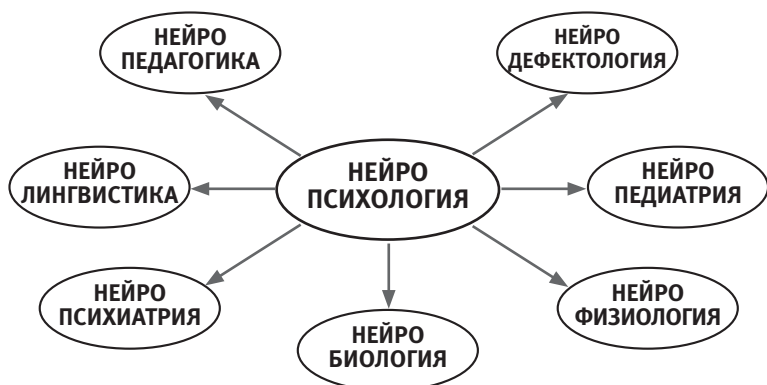 НЕЙРО
ПЕДАГОГИКА
НЕЙРО
ДЕФЕКТОЛОГИЯ
НЕЙРО
ЛИНГВИСТИКА
НЕЙРО
ПСИХОЛОГИЯ
НЕЙРО
ПЕДИАТРИЯ
НЕЙРО
ПСИХИАТРИЯ
НЕЙРО
БИОЛОГИЯ
НЕЙРО
ФИЗИОЛОГИЯ